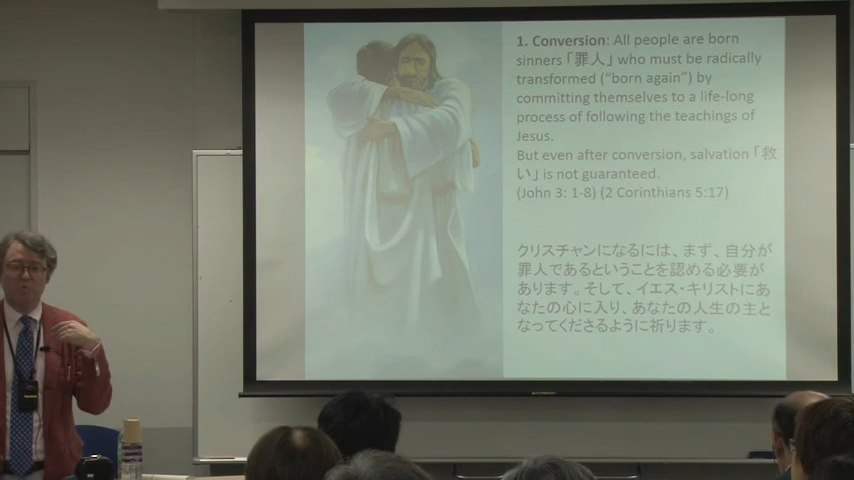 1. Conversion: All people are born
sinners「罪人」who must be radically
transformed (“born again”) by
committing themselves to a life-long
process of following the teachings of
Jesus.
But even after conversion, salvation「救
い」is not guaranteed.
(John 3: 1-8) (2 Corinthians 5:17)
クリスチャンになるには、まず、自分が
罪人であるということを認める必要が
あります。そして、イエス・キリストにあ
なたの心に入り、あなたの人生の主と
なってくださるように祈ります。